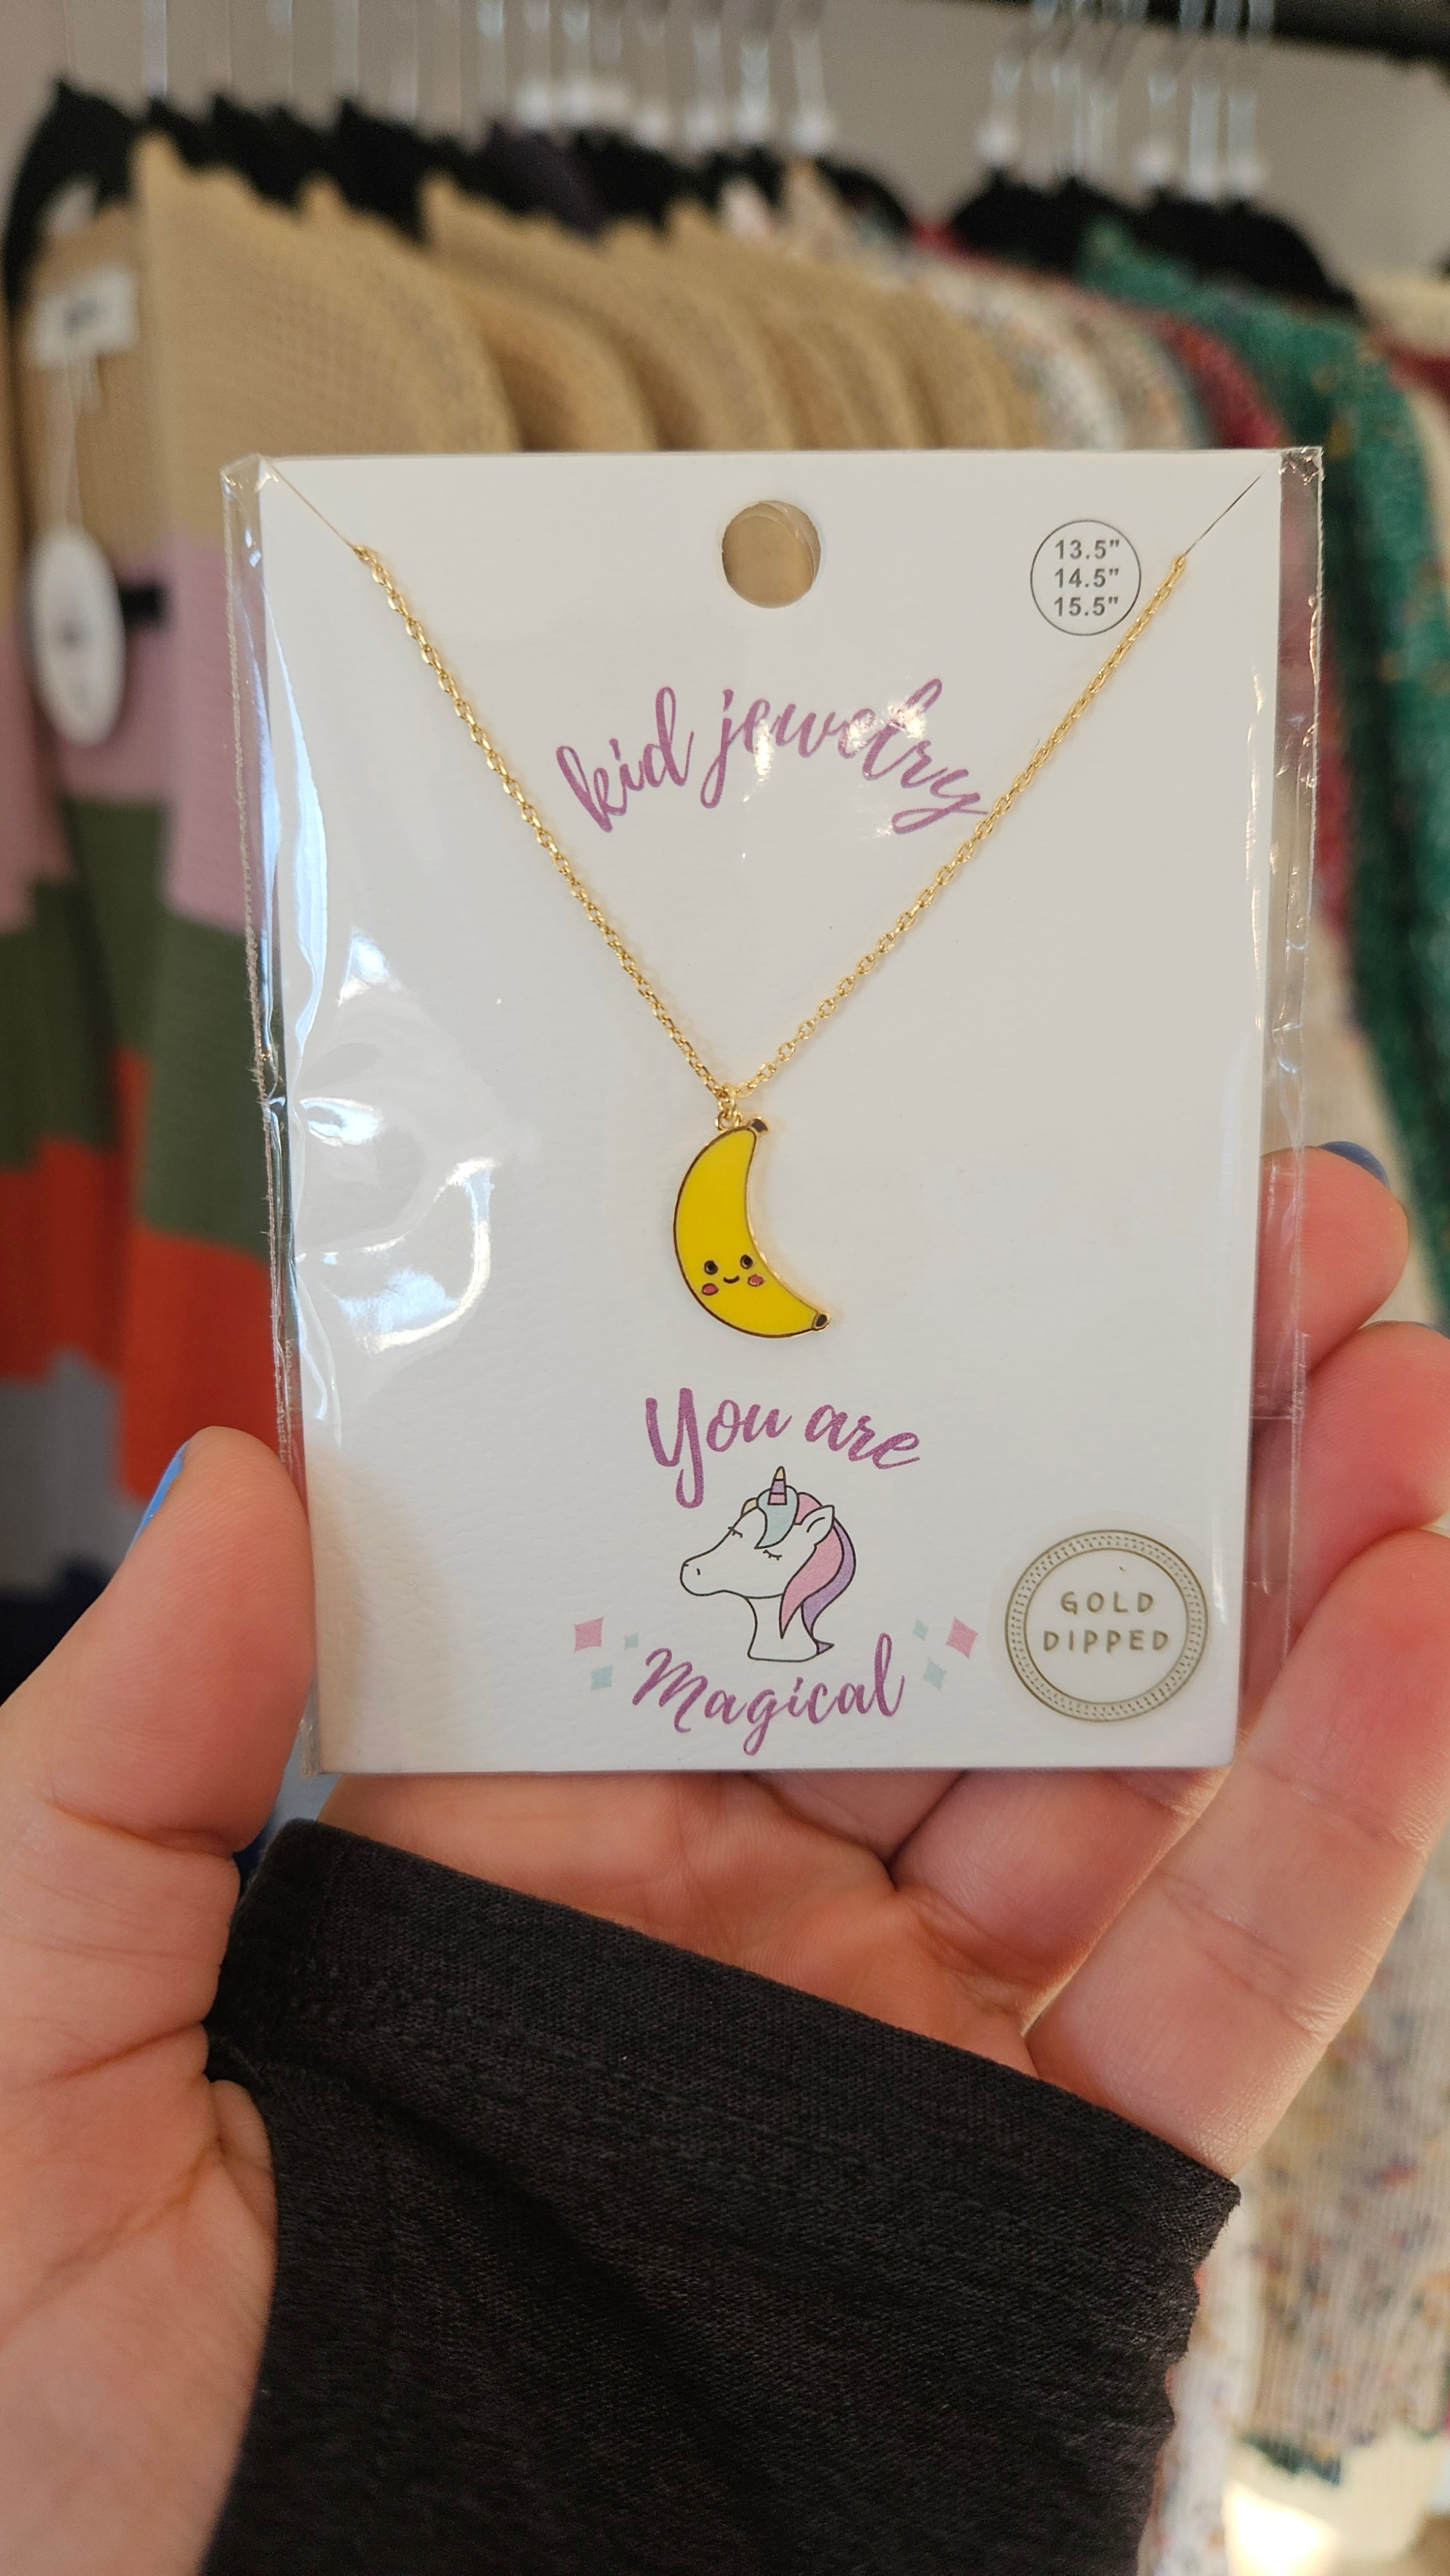 13.5"
14.5"
15.5"
kid jewelry
You are
Magical
GOLD
DIPPED